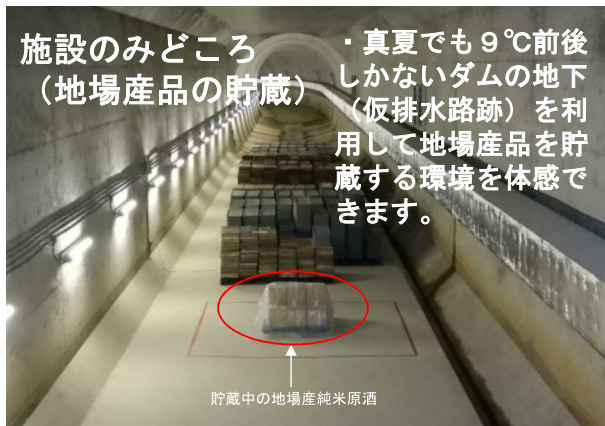 施設のみどころ
（地場産品の貯蔵）
・真夏でも９℃前後
しかないダムの地下
（仮排水路跡）を利
用して地場産品を貯
蔵する環境を体感で
きます。
貯蔵中の地場産純米原酒